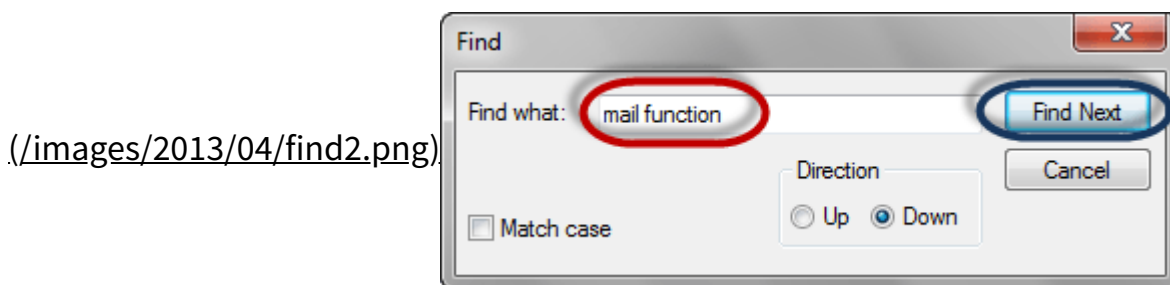 Find
X
(/images/2013/04/find2.png)
Find what: mail function
Find Next
Direction
Cancel
Up Down
Match case